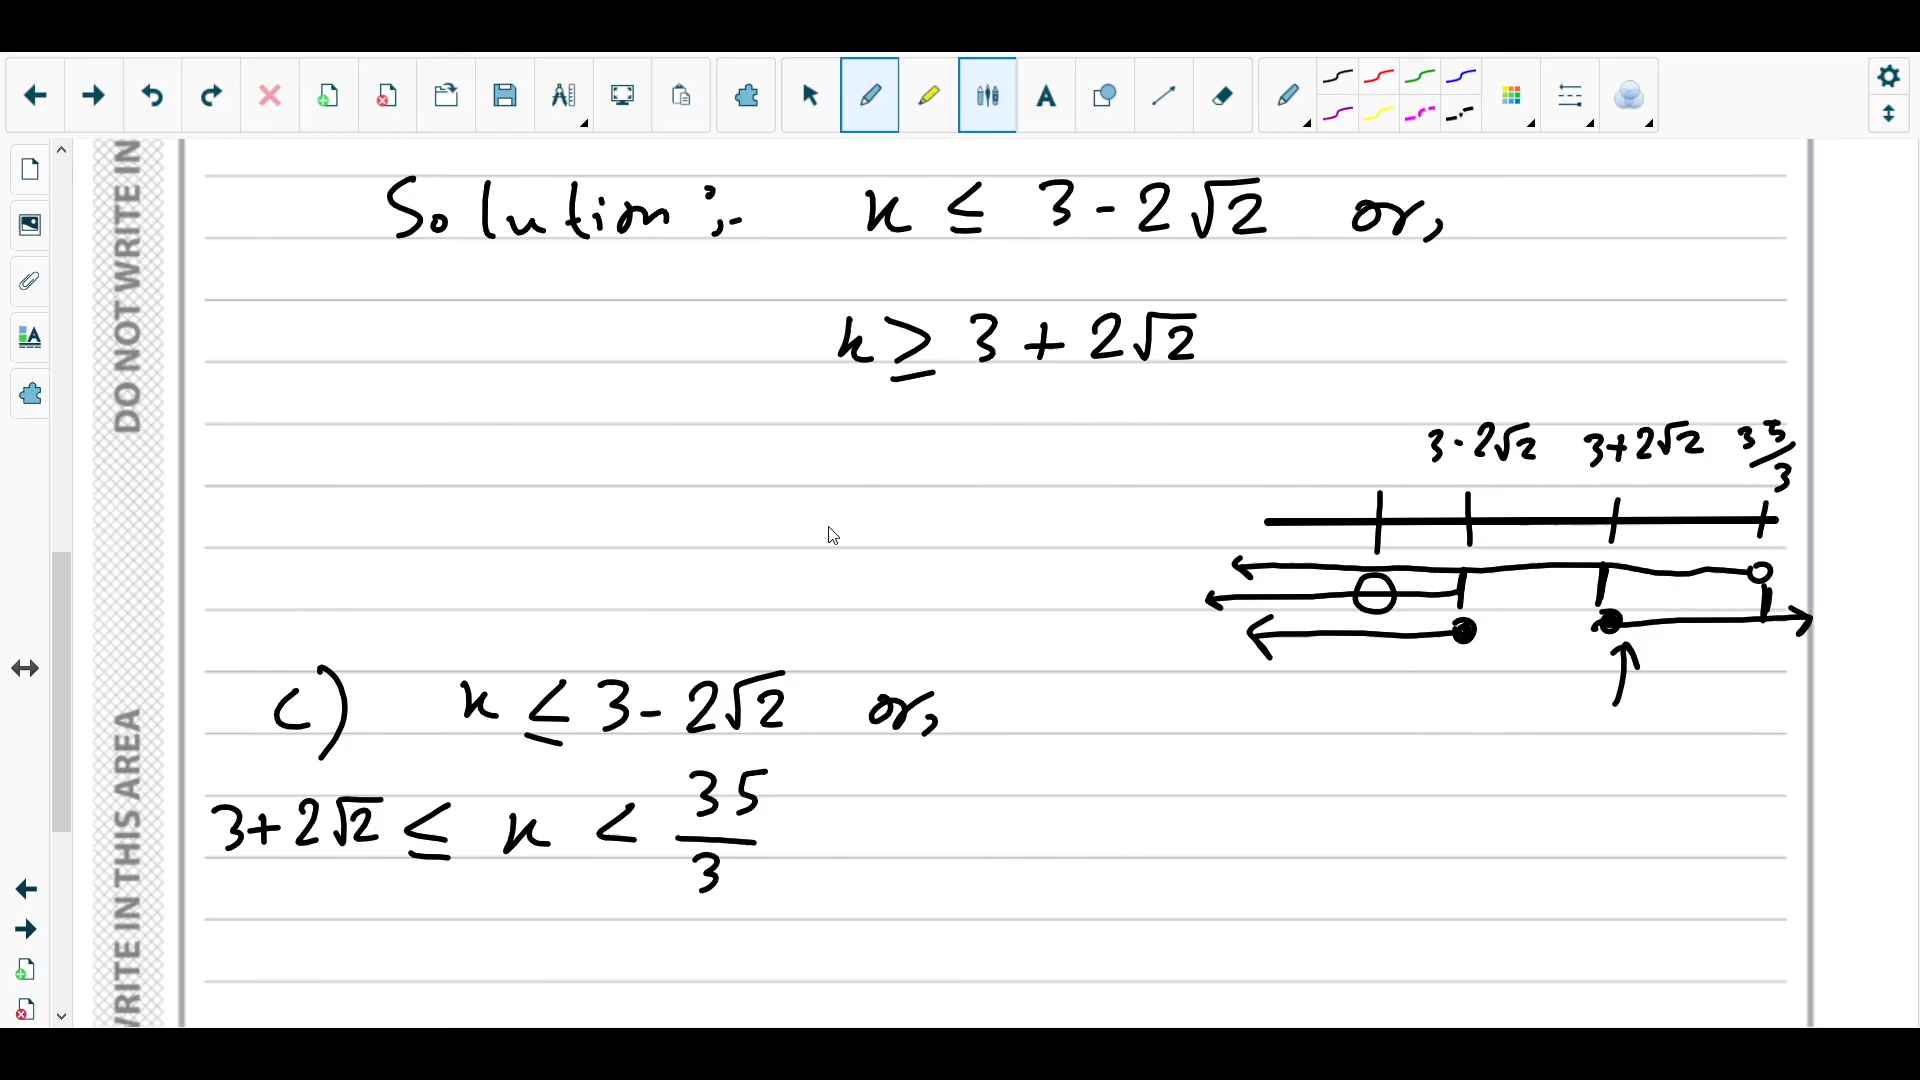 DO NOT WRITE IN
WRITE IN THIS AREA
Solution :- x ≤ 3 - 2√2 or,
x ≥ 3 + 2√2
3 - 2√2 3+2√2 35/3
c) x ≤ 3 - 2√2 or,
3+2√2 ≤ x < 35/3